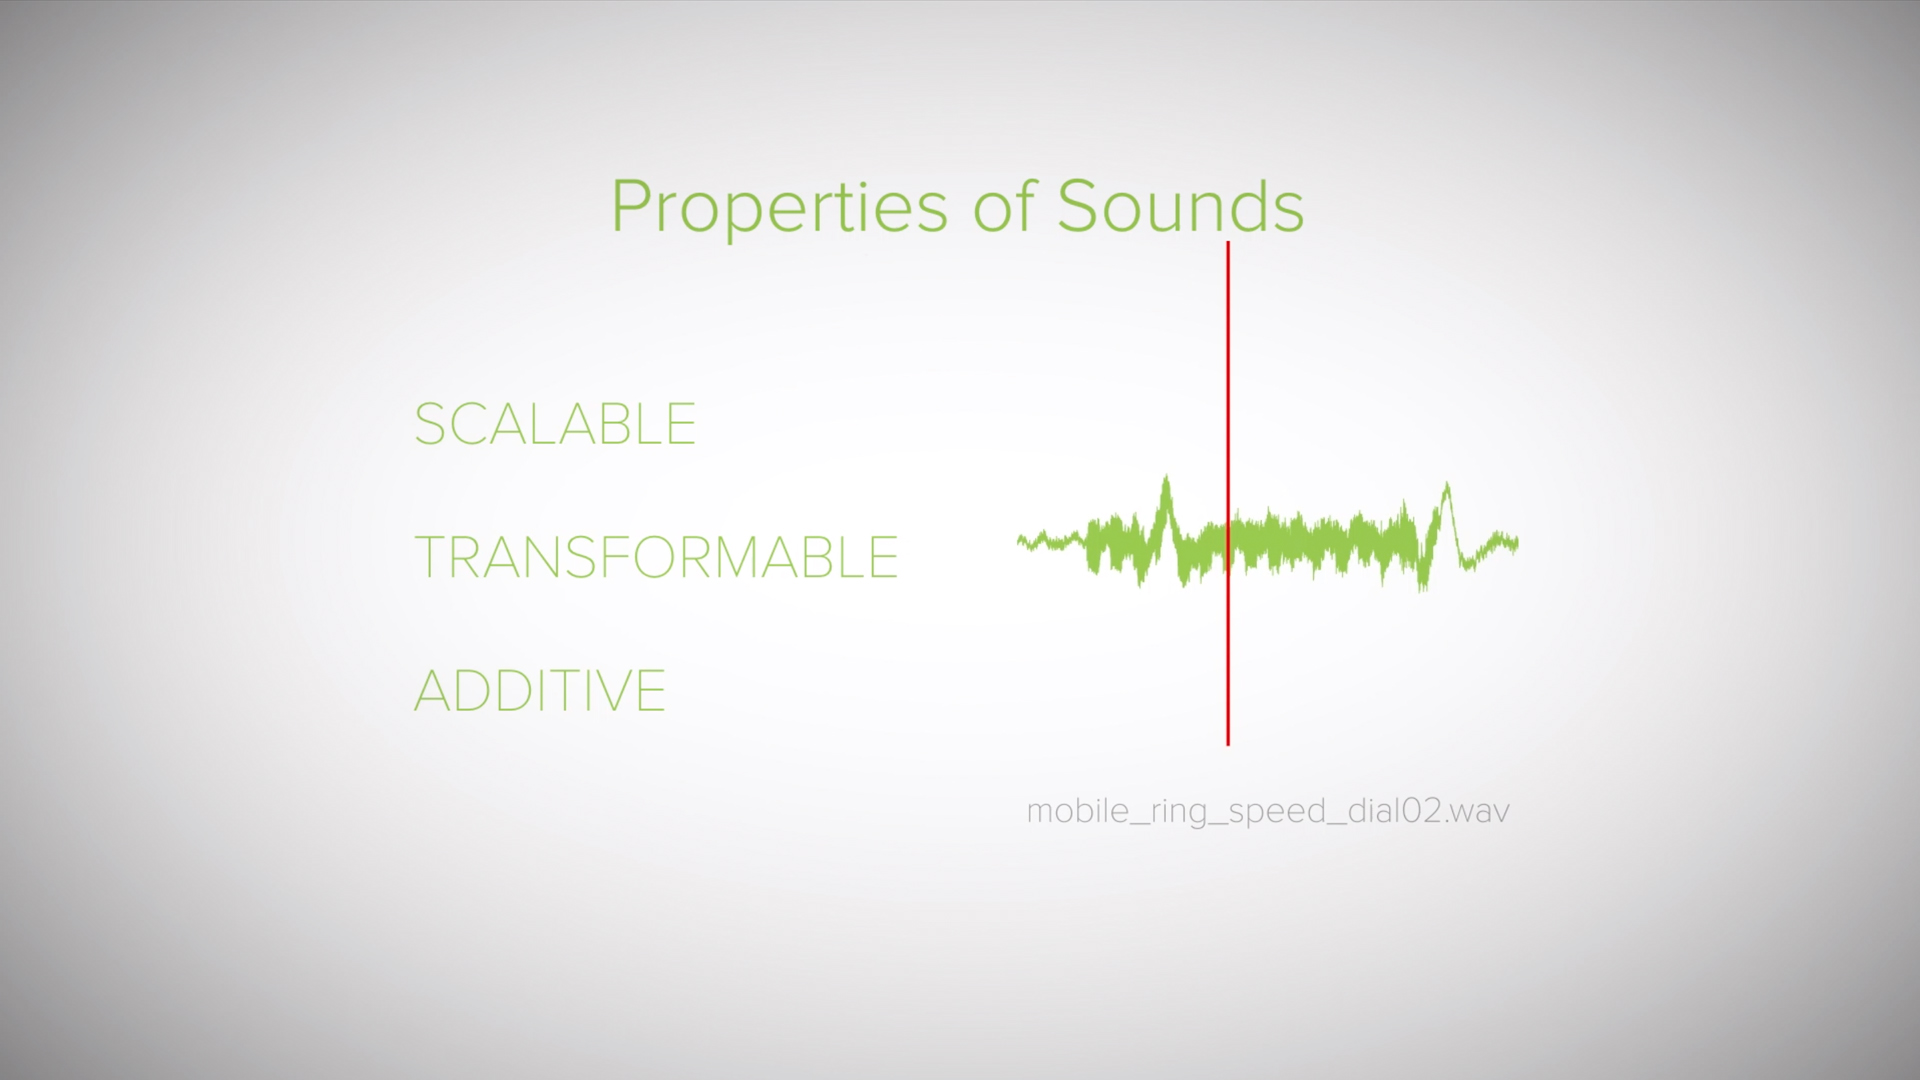 Properties of Sounds
SCALABLE
TRANSFORMABLE
ADDITIVE
mobile_ring_speed_dial02.wav